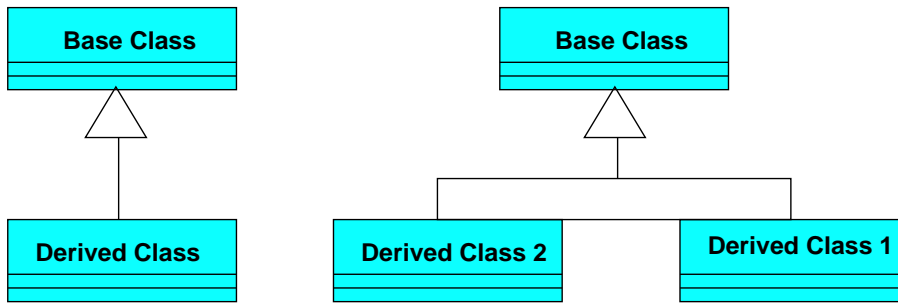 Base Class
Base Class
Derived Class
Derived Class 2
Derived Class 1